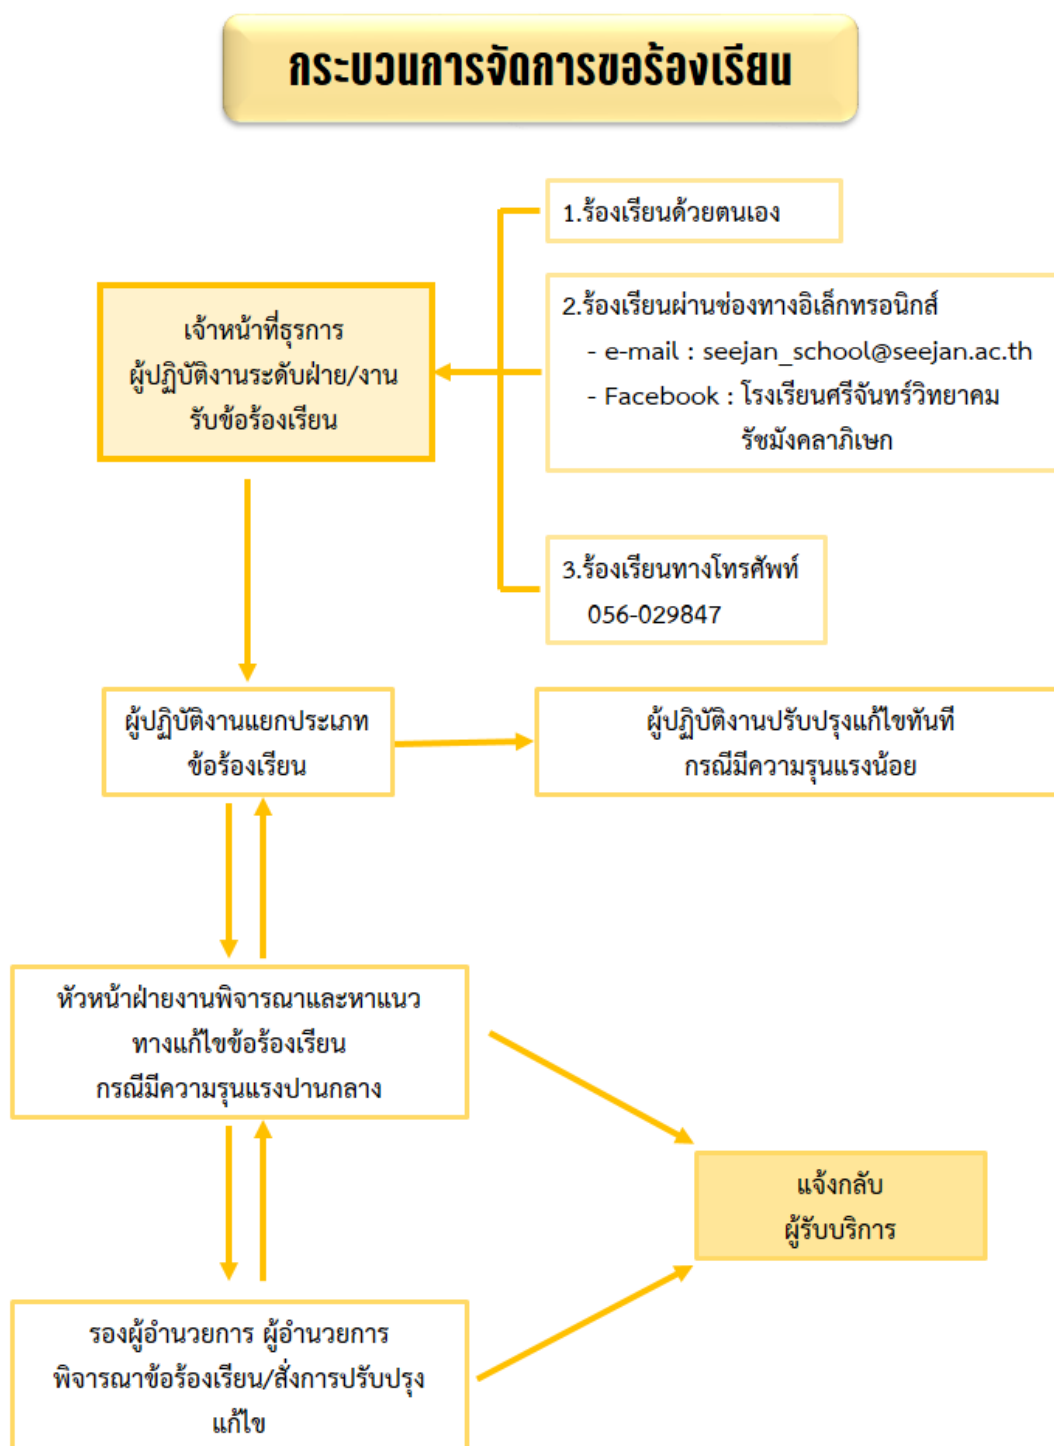 กระบวนการจัดการขอร้องเรียน
1.ร้องเรียนด้วยตนเอง
2.ร้องเรียนผ่านช่องทางอิเล็กทรอนิกส์
- e-mail : seejan_school@seejan.ac.th
- Facebook : โรงเรียนศรีจันทร์วิทยาคม
รัชมังคลาภิเษก
3.ร้องเรียนทางโทรศัพท์
056-029847
เจ้าหน้าที่ธุรการ
ผู้ปฏิบัติงานระดับฝ่าย/งาน
รับข้อร้องเรียน
ผู้ปฏิบัติงานแยกประเภท
ข้อร้องเรียน
ผู้ปฏิบัติงานปรับปรุงแก้ไขทันที
กรณีมีความรุนแรงน้อย
หัวหน้าฝ่ายงานพิจารณาและหาแนว
ทางแก้ไขข้อร้องเรียน
กรณีมีความรุนแรงปานกลาง
แจ้งกลับ
ผู้รับบริการ
รองผู้อำนวยการ ผู้อำนวยการ
พิจารณาข้อร้องเรียน/สั่งการปรับปรุง
แก้ไข